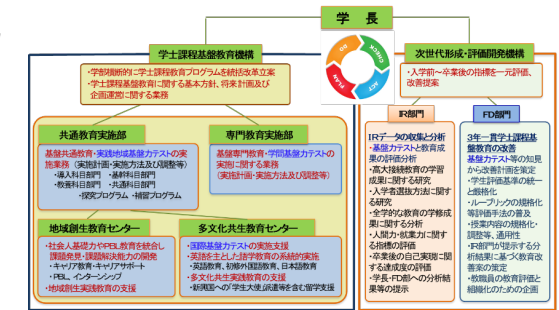 学 長
DO
CHECK
PLAN
ACT
学士課程基盤教育機構
・学部横断的に学士課程教育プログラムを統括改革立案
・学士課程基盤教育に関する基本方針、将来計画及び
企画運営に関する業務
次世代形成・評価開発機構
・入学前~卒業後の指標を一元評価、
改善提案
共通教育実施部
基盤共通教育・実践地域基盤力テストの実
施業務(実施計画・実施方法及び調整等)
・導入科目部門 ・基幹科目部門
・教養科目部門 ・共通科目部門
・探究プログラム ・補習プログラム
専門教育実施部
基盤専門教育・学問基盤力テストの
実施に関する業務
(実施計画・実施方法及び調整等)
地域創生教育センター
・社会人基礎力やPBL教育を統合し
課題発見・課題解決能力の開発
・キャリア教育・キャリアサポート
・PBL、インターンシップ
・地域創生実践教育の支援
多文化共生教育センター
・国際基盤力テストの実施支援
・英語を主とした語学教育の系統的実施
・英語教育、初修外国語教育、日本語教育
・多文化共生実践教育の支援
・新興国への「学生大使」派遣等を含む留学支援
IR部門
IRデータの収集と分析
・基盤力テストと教育成
果の評価分析
・高大接続教育の学習
成果に関する研究
・入学者選抜方法に関す
る研究
・全学的な教育の学修成
果に関する分析
・人間力・就業力に関す
る指標の評価
・卒業後の自己実現に関
する達成度の評価
・学長・FD部への分析結
果等の提示
FD部門
3年一貫学士課程基
盤教育の改善
基盤力テスト等の知見
から改善計画を策定
・学生評価基準の統一
と厳格化
・ルーブリックの規格化
等評価手法の普及
・授業内容の規格化・
調整等、通用性
・IR部門が提示する分
析結果に基づく教育改
善案の策定
・教職員の教育評価と
組織化のための企画